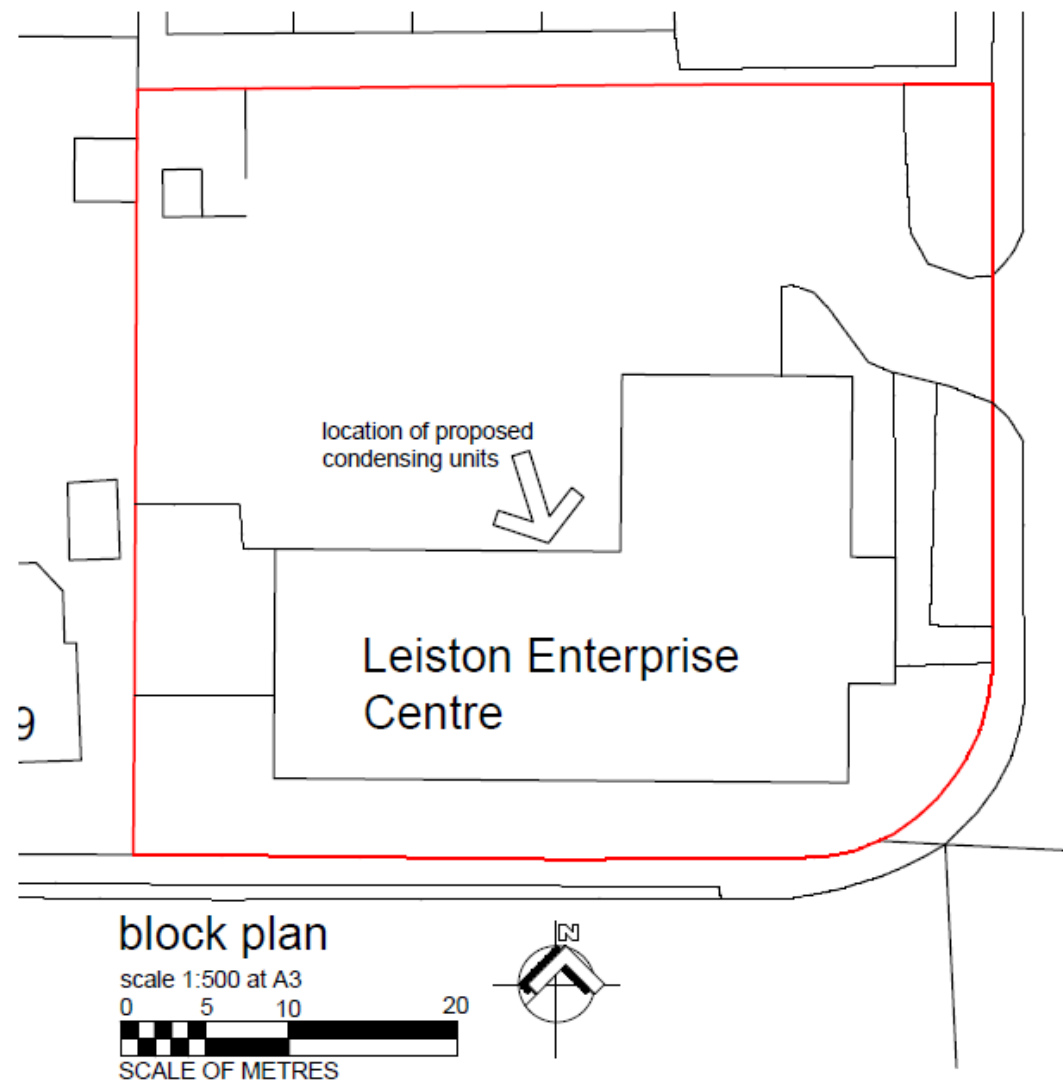 location of proposed
condensing units
Leiston Enterprise
Centre
9
block plan
scale 1:500 at A3
0 5 10 20
SCALE OF METRES
N